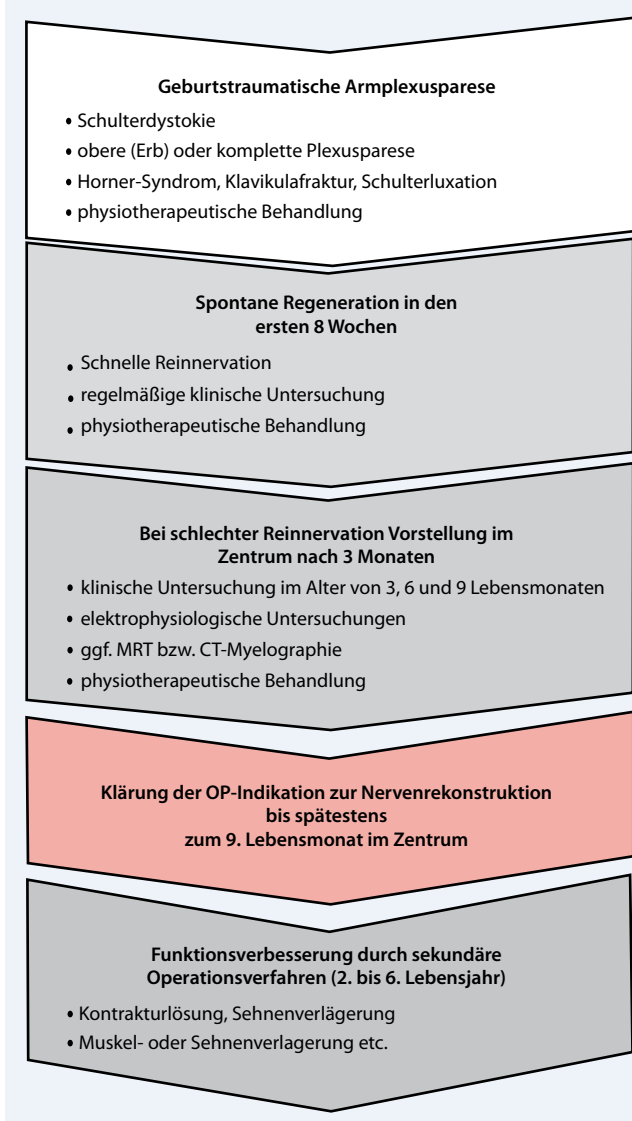 Geburtstraumatische Armplexusparese
• Schulterdystokie
• obere (Erb) oder komplette Plexusparese
• Horner-Syndrom, Klavikulafraktur, Schulterluxation
• physiotherapeutische Behandlung
Spontane Regeneration in den
ersten 8 Wochen
• Schnelle Reinnervation
• regelmäßige klinische Untersuchung
• physiotherapeutische Behandlung
Bei schlechter Reinnervation Vorstellung im
Zentrum nach 3 Monaten
• klinische Untersuchung im Alter von 3, 6 und 9 Lebensmonaten
• elektrophysiologische Untersuchungen
• ggf. MRT bzw. CT-Myelographie
• physiotherapeutische Behandlung
Klärung der OP-Indikation zur Nervenrekonstruktion
bis spätestens
zum 9. Lebensmonat im Zentrum
Funktionsverbesserung durch sekundäre
Operationsverfahren (2. bis 6. Lebensjahr)
• Kontrakturlösung, Sehnenverlägerung
• Muskel- oder Sehnenverlagerung etc.